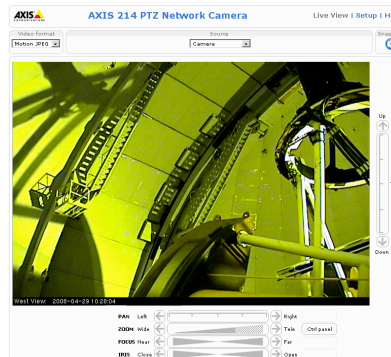 AXIS
COMMUNICATIONS
AXIS 214 PTZ Network Camera
Live View | Setup | H
Video format
Source
Snap
Motion JPEG
Camera
Up
Down
West View: 2008-04-29 10:28:04
PAN Left Right
ZOOM Wide Tele Ctrl panel
FOCUS Near Far
IRIS Close Open